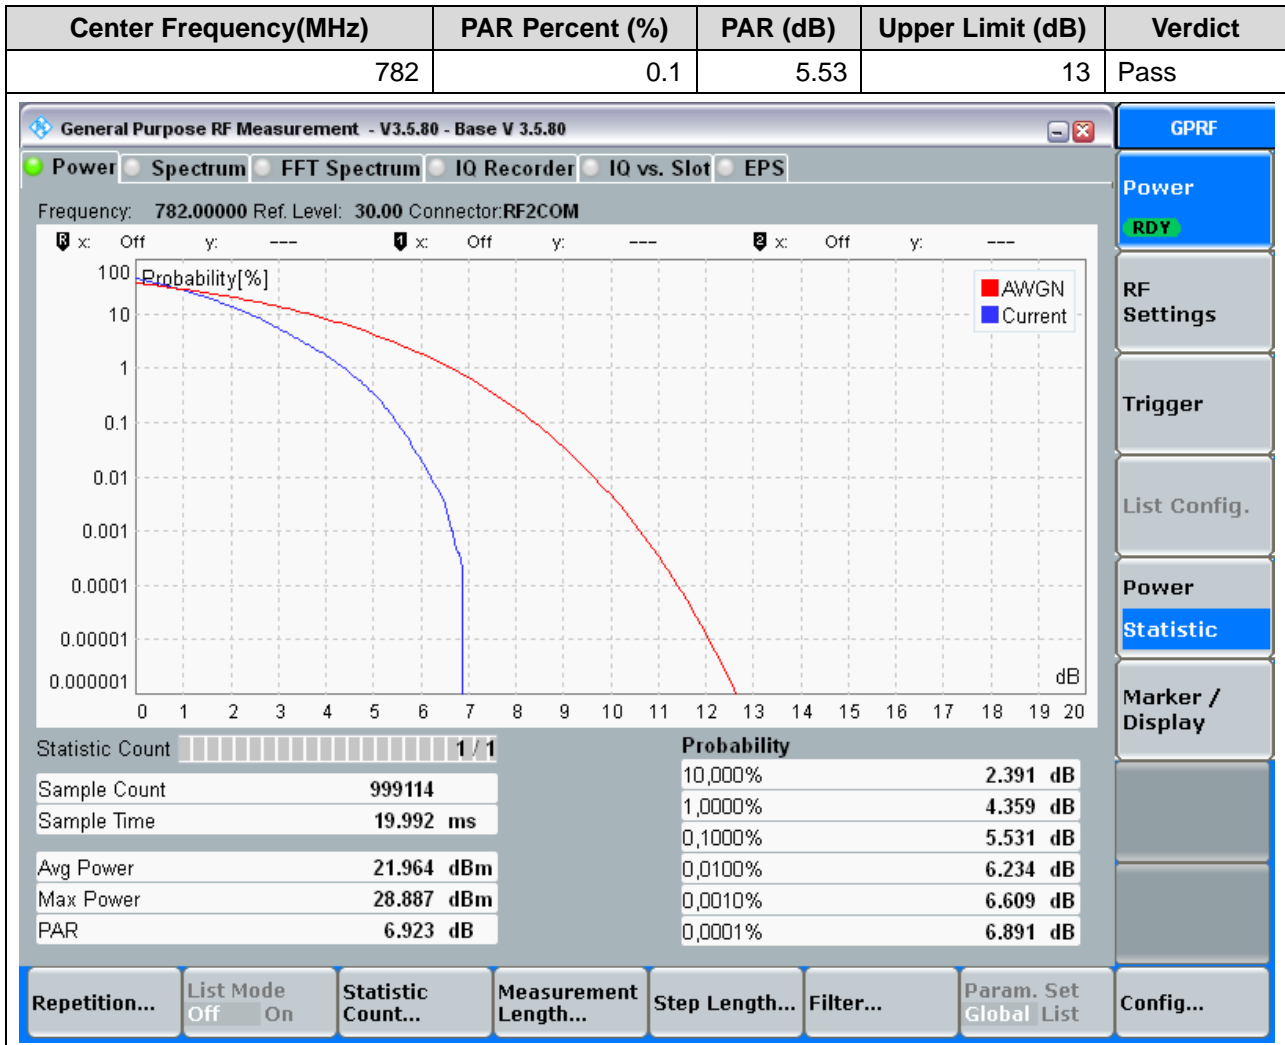 Center Frequency(MHz) PAR Percent (%) PAR (dB) Upper Limit (dB) Verdict
782 0.1 5.53 13 Pass
General Purpose RF Measurement - V3.5.80 - Base V 3.5.80
GPRF
Power Spectrum FFT Spectrum IQ Recorder IQ vs. Slot EPS
Power
RDY
Frequency: 782.00000 Ref. Level: 30.00 Connector:RF2COM
R x: Off y: --- 1 x: Off y: --- 2 x: Off y: ---
Probability[%]
AWGN
Current
100
10
1
0.1
0.01
0.001
0.0001
0.00001
0.000001
dB
0 1 2 3 4 5 6 7 8 9 10 11 12 13 14 15 16 17 18 19 20
RF
Settings
Trigger
List Config.
Power
Statistic
Marker /
Display
Statistic Count 1 / 1
Sample Count 999114
Sample Time 19.992 ms
Avg Power 21.964 dBm
Max Power 28.887 dBm
PAR 6.923 dB
Probability
10,000% 2.391 dB
1,0000% 4.359 dB
0,1000% 5.531 dB
0,0100% 6.234 dB
0,0010% 6.609 dB
0,0001% 6.891 dB
Repetition...
List Mode
Off On
Statistic
Count...
Measurement
Length...
Step Length...
Filter...
Param. Set
Global List
Config...